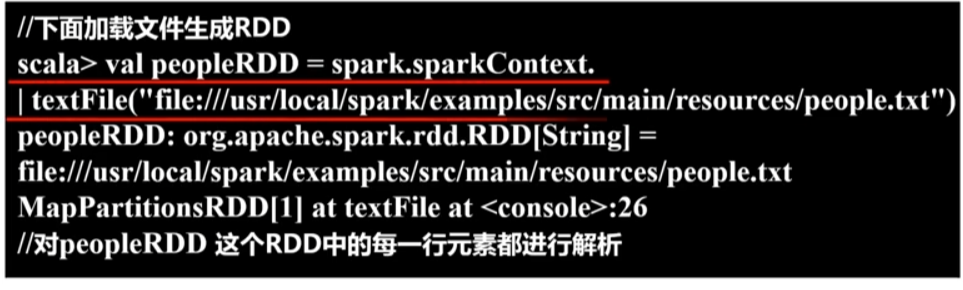 //下面加载文件生成RDD
scala> val peopleRDD = spark.sparkContext.
| textFile("file:///usr/local/spark/examples/src/main/resources/people.txt")
peopleRDD: org.apache.spark.rdd.RDD[String] =
file:///usr/local/spark/examples/src/main/resources/people.txt
MapPartitionsRDD[1] at textFile at <console>:26
//对peopleRDD 这个RDD中的每一行元素都进行解析